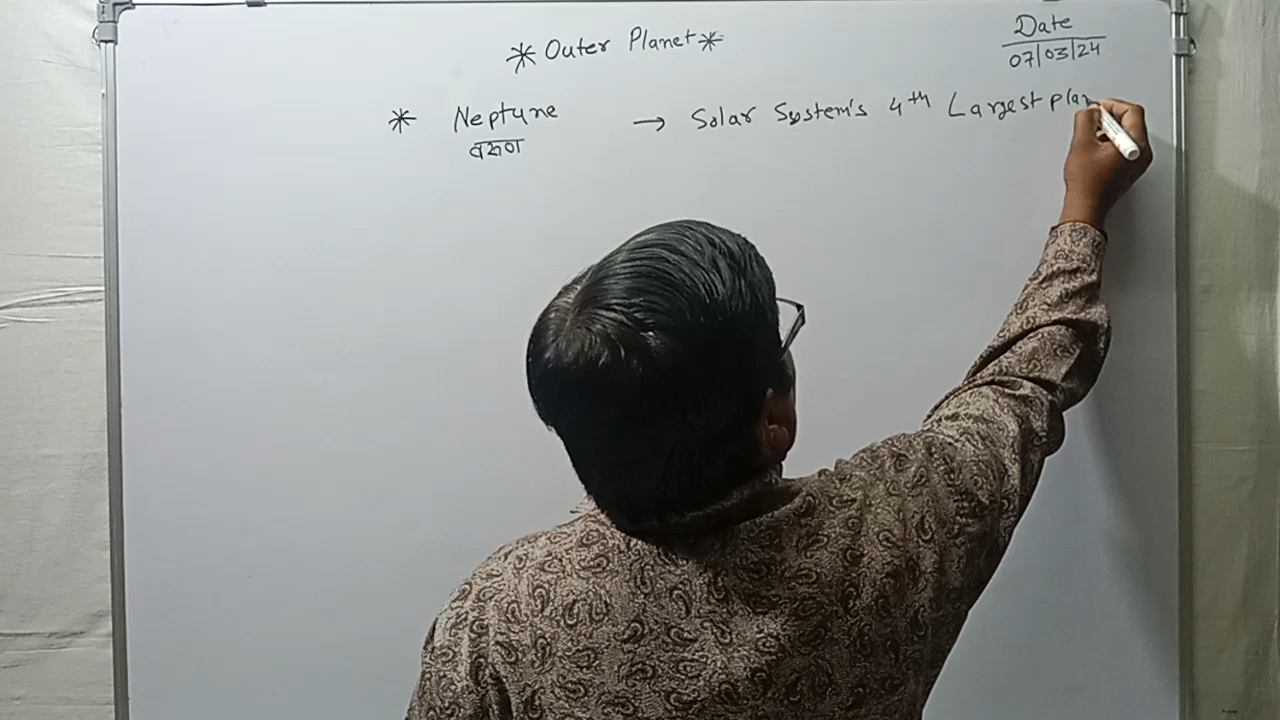 * Outer Planet *
Date
07/03/24
* Neptune → Solar System's 4th Largest plan
वरुण